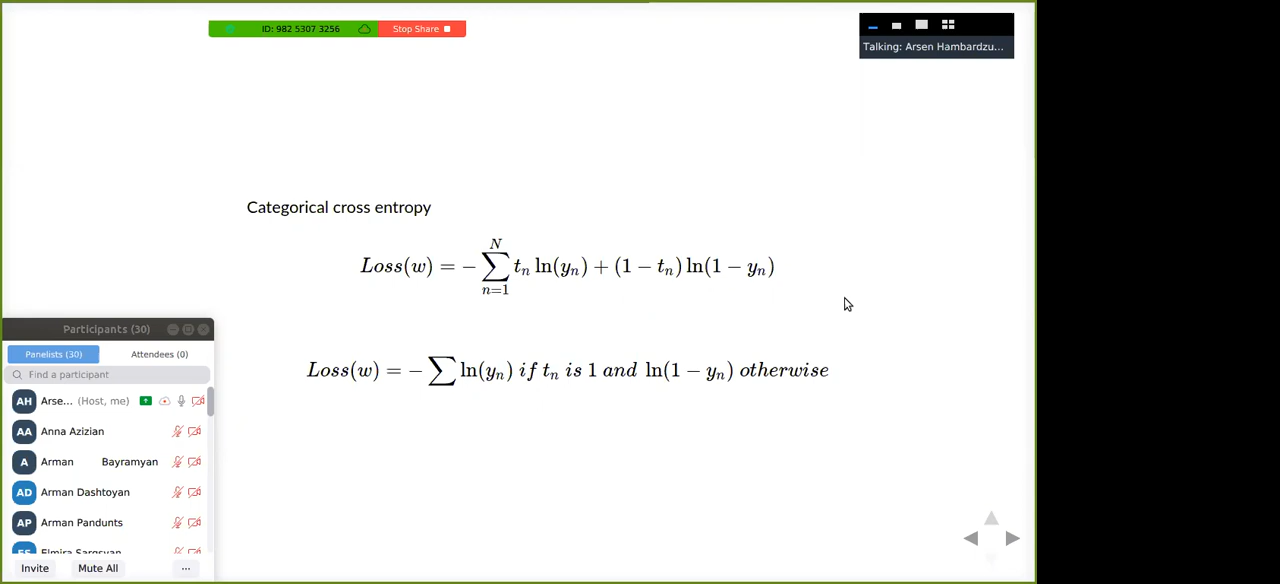 ID: 982 5307 3256
Stop Share
Talking: Arsen Hambardzu...
Categorical cross entropy
Loss(w) = − ∑_{n=1}^{N} t_n ln(y_n) + (1 − t_n) ln(1 − y_n)
Loss(w) = − ∑ ln(y_n) if t_n is 1 and ln(1 − y_n) otherwise
Participants (30)
Panelists (30) Attendees (0)
Find a participant
AH Arse... (Host, me)
AA Anna Azizian
A Arman Bayramyan
AD Arman Dashtoyan
AP Arman Pandunts
ES Elmira Sargsyan
Invite Mute All ...